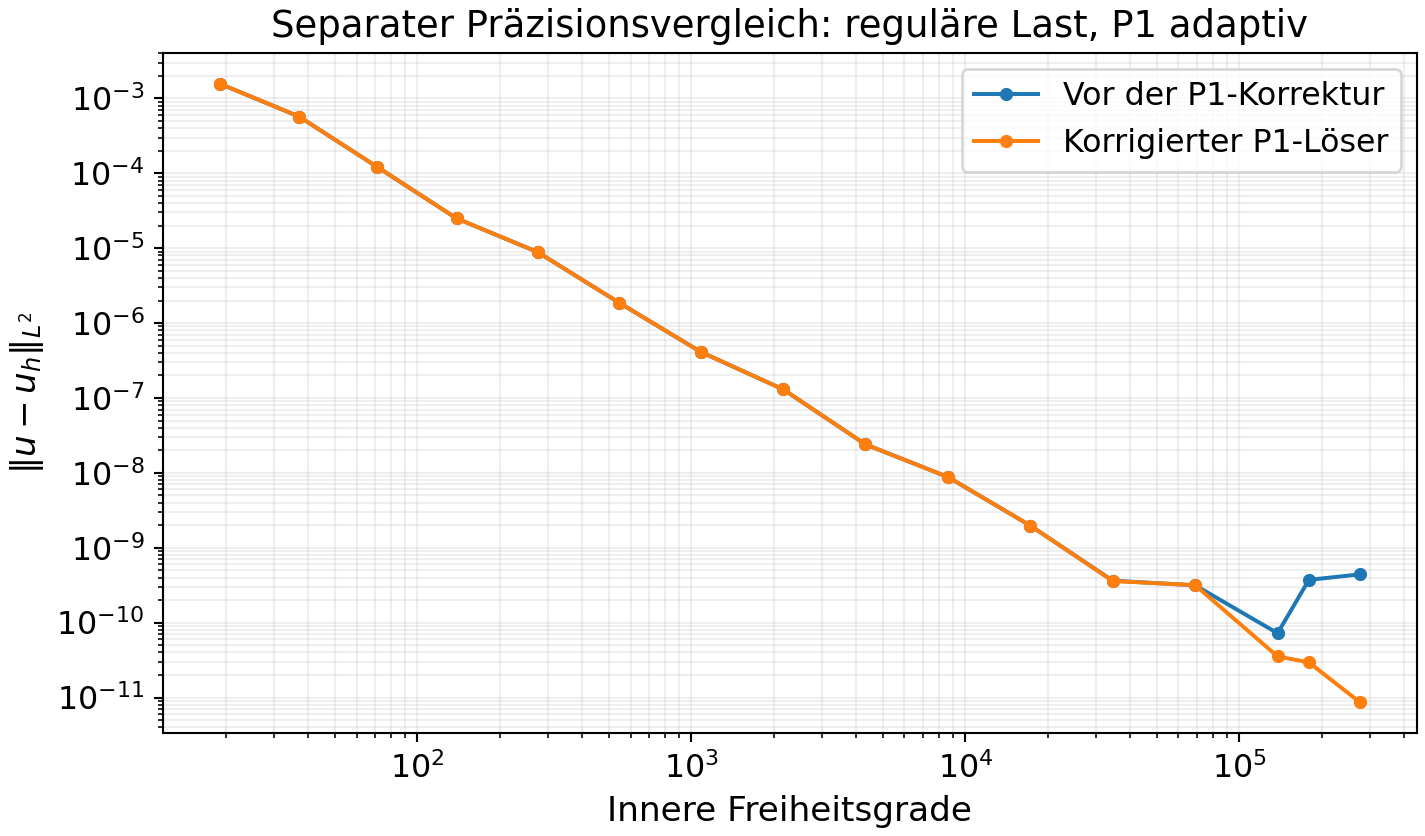 Separater Präzisionsvergleich: reguläre Last, P1 adaptiv
Vor der P1-Korrektur
Korrigierter P1-Löser
10⁻³
10⁻⁴
10⁻⁵
10⁻⁶
10⁻⁷
10⁻⁸
10⁻⁹
10⁻¹⁰
10⁻¹¹
‖u − u_h‖_{L²}
10² 10³ 10⁴ 10⁵
Innere Freiheitsgrade